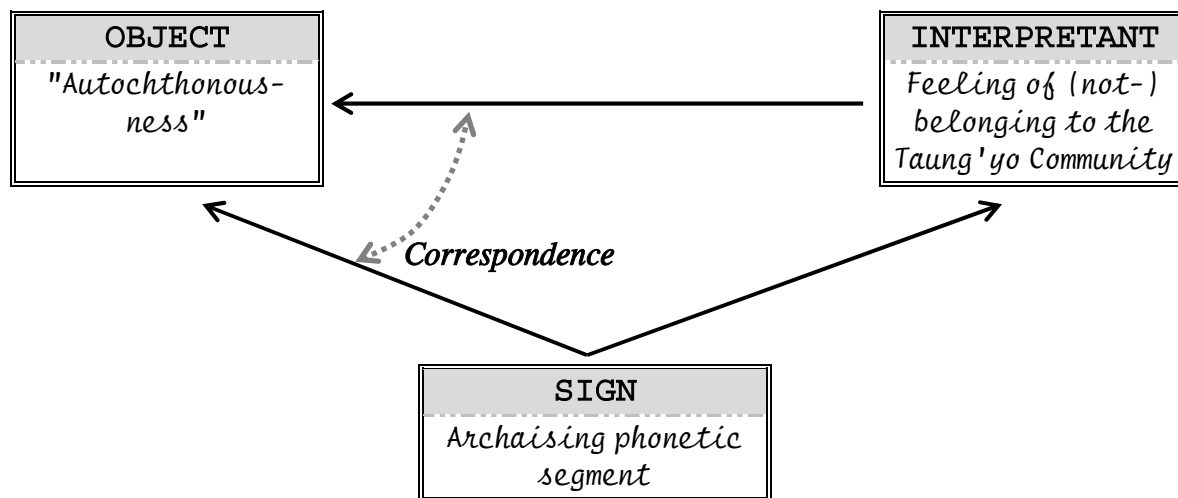 OBJECT
"Autochthonous-
ness"
INTERPRETANT
Feeling of (not-)
belonging to the
Taung'yo Community
Correspondence
SIGN
Archaising phonetic
segment